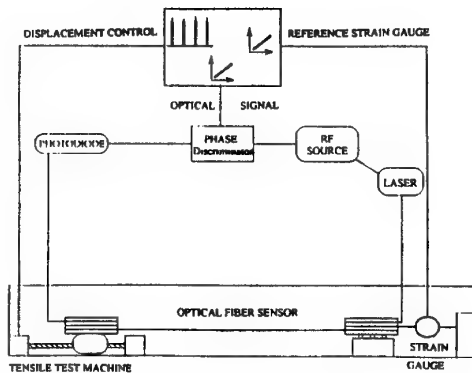 DISPLACEMENT CONTROL
REFERENCE STRAIN GAUGE
OPTICAL SIGNAL
PHOTODIODE
PHASE
Discriminator
RF
SOURCE
LASER
OPTICAL FIBER SENSOR
STRAIN
GAUGE
TENSILE TEST MACHINE